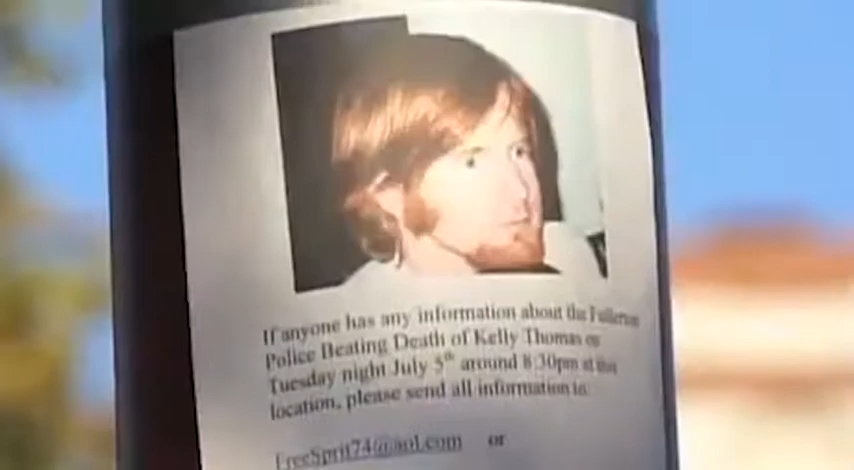 If anyone has any information about the Fullerton
Police Beating Death of Kelly Thomas on
Tuesday night July 5th around 8:30pm at this
location, please send all information to:
FreeSprit74@aol.com or